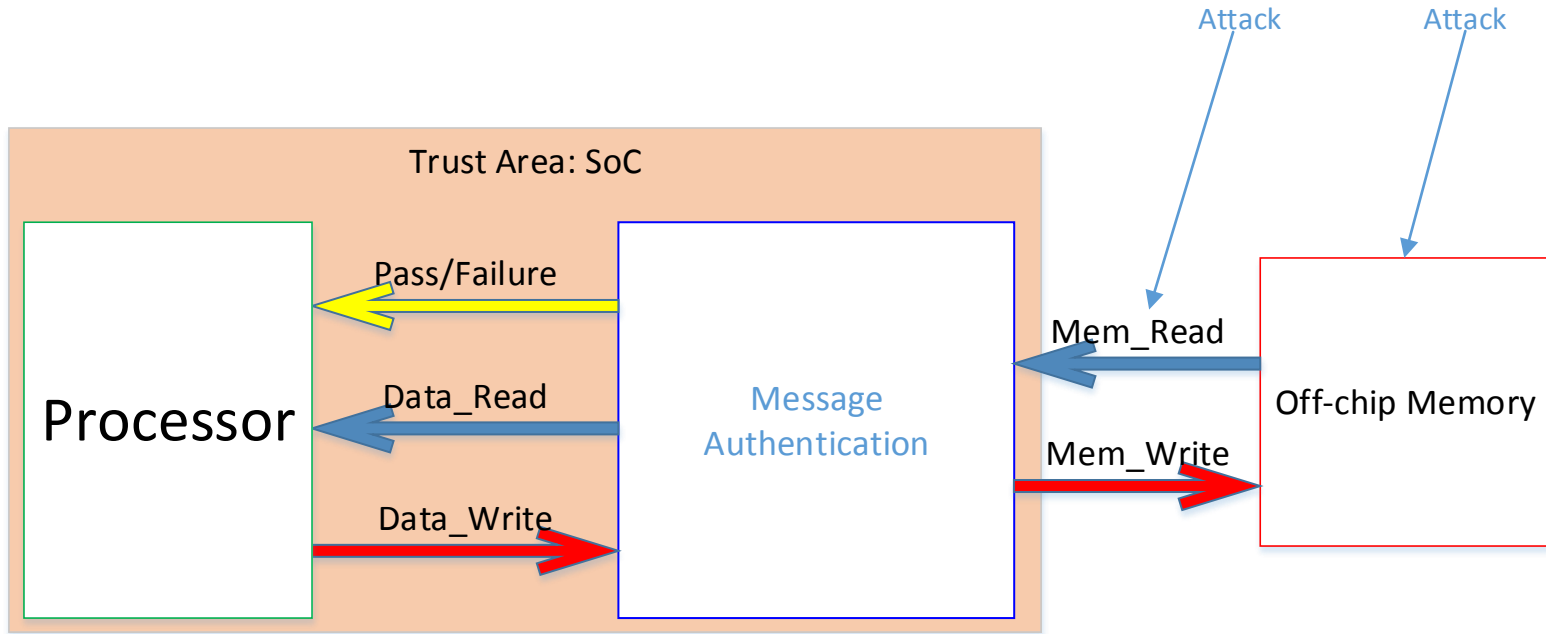 Attack
Attack
Trust Area: SoC
Pass/Failure
Mem_Read
Processor
Data_Read
Message
Authentication
Off-chip Memory
Mem_Write
Data_Write